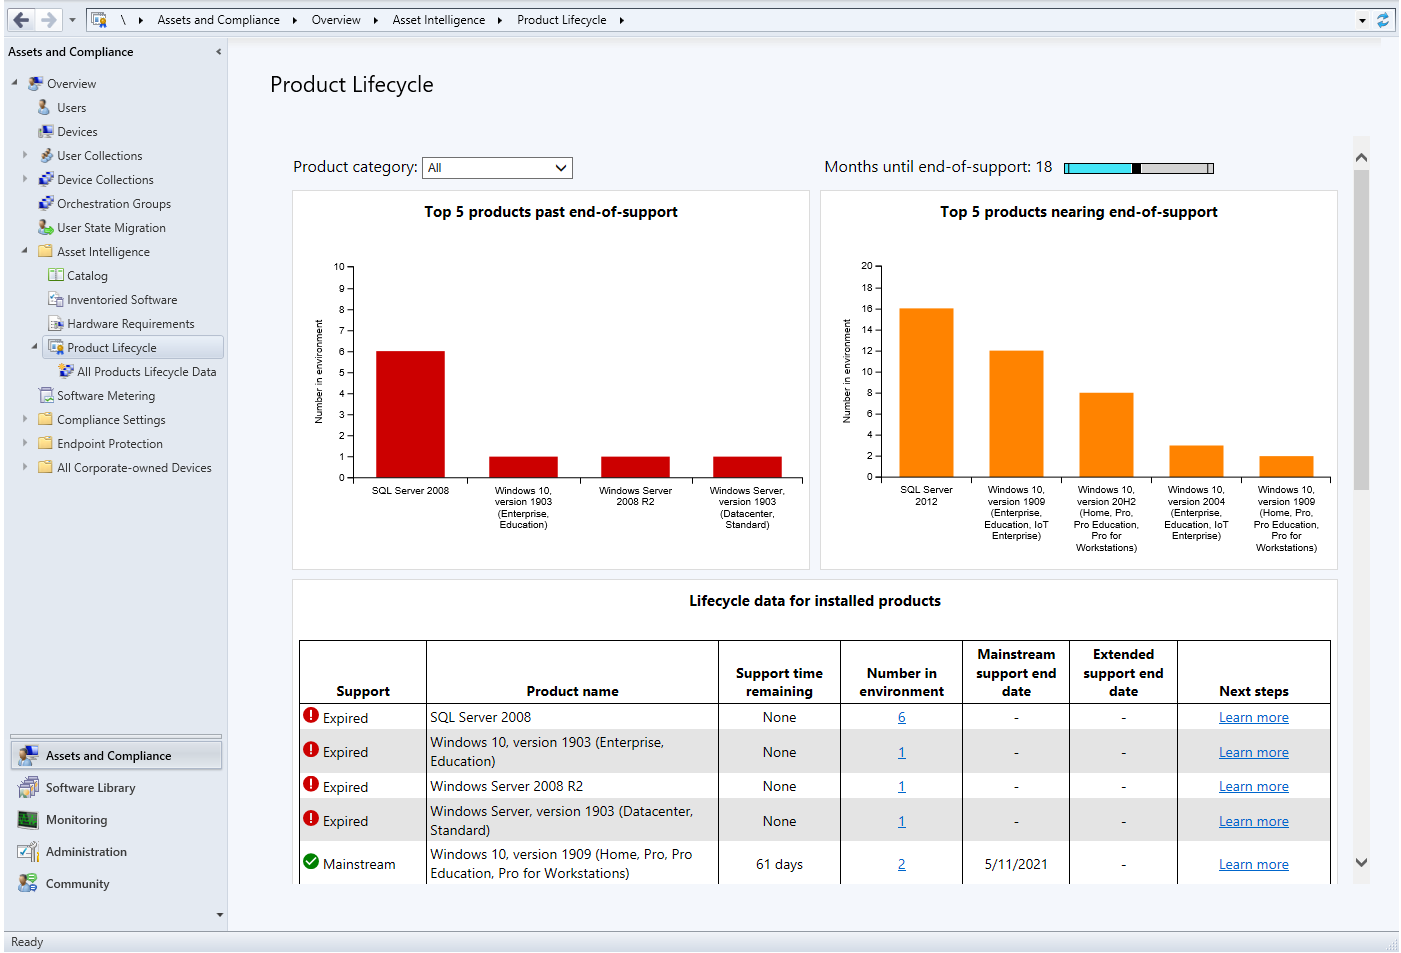 \ ▸ Assets and Compliance ▸ Overview ▸ Asset Intelligence ▸ Product Lifecycle ▸
Assets and Compliance
Overview
Users
Devices
User Collections
Device Collections
Orchestration Groups
User State Migration
Asset Intelligence
Catalog
Inventoried Software
Hardware Requirements
Product Lifecycle
All Products Lifecycle Data
Software Metering
Compliance Settings
Endpoint Protection
All Corporate-owned Devices
Assets and Compliance
Software Library
Monitoring
Administration
Community
Product Lifecycle
Product category: All
Months until end-of-support: 18
Top 5 products past end-of-support
Number in environment
10
9
8
7
6
5
4
3
2
1
0
SQL Server 2008
Windows 10,
version 1903
(Enterprise,
Education)
Windows Server
2008 R2
Windows Server,
version 1903
(Datacenter,
Standard)
Top 5 products nearing end-of-support
Number in environment
20
18
16
14
12
10
8
6
4
2
0
SQL Server
2012
Windows 10,
version 1909
(Enterprise,
Education, IoT
Enterprise)
Windows 10,
version 20H2
(Home, Pro,
Pro Education,
Pro for
Workstations)
Windows 10,
version 2004
(Enterprise,
Education, IoT
Enterprise)
Windows 10,
version 1909
(Home, Pro,
Pro Education,
Pro for
Workstations)
Lifecycle data for installed products
Support
Product name
Support time
remaining
Number in
environment
Mainstream
support end
date
Extended
support end
date
Next steps
Expired SQL Server 2008 None 6 - - Learn more
Expired Windows 10, version 1903 (Enterprise,
Education) None 1 - - Learn more
Expired Windows Server 2008 R2 None 1 - - Learn more
Expired Windows Server, version 1903 (Datacenter,
Standard) None 1 - - Learn more
Mainstream Windows 10, version 1909 (Home, Pro, Pro
Education, Pro for Workstations) 61 days 2 5/11/2021 - Learn more
Ready